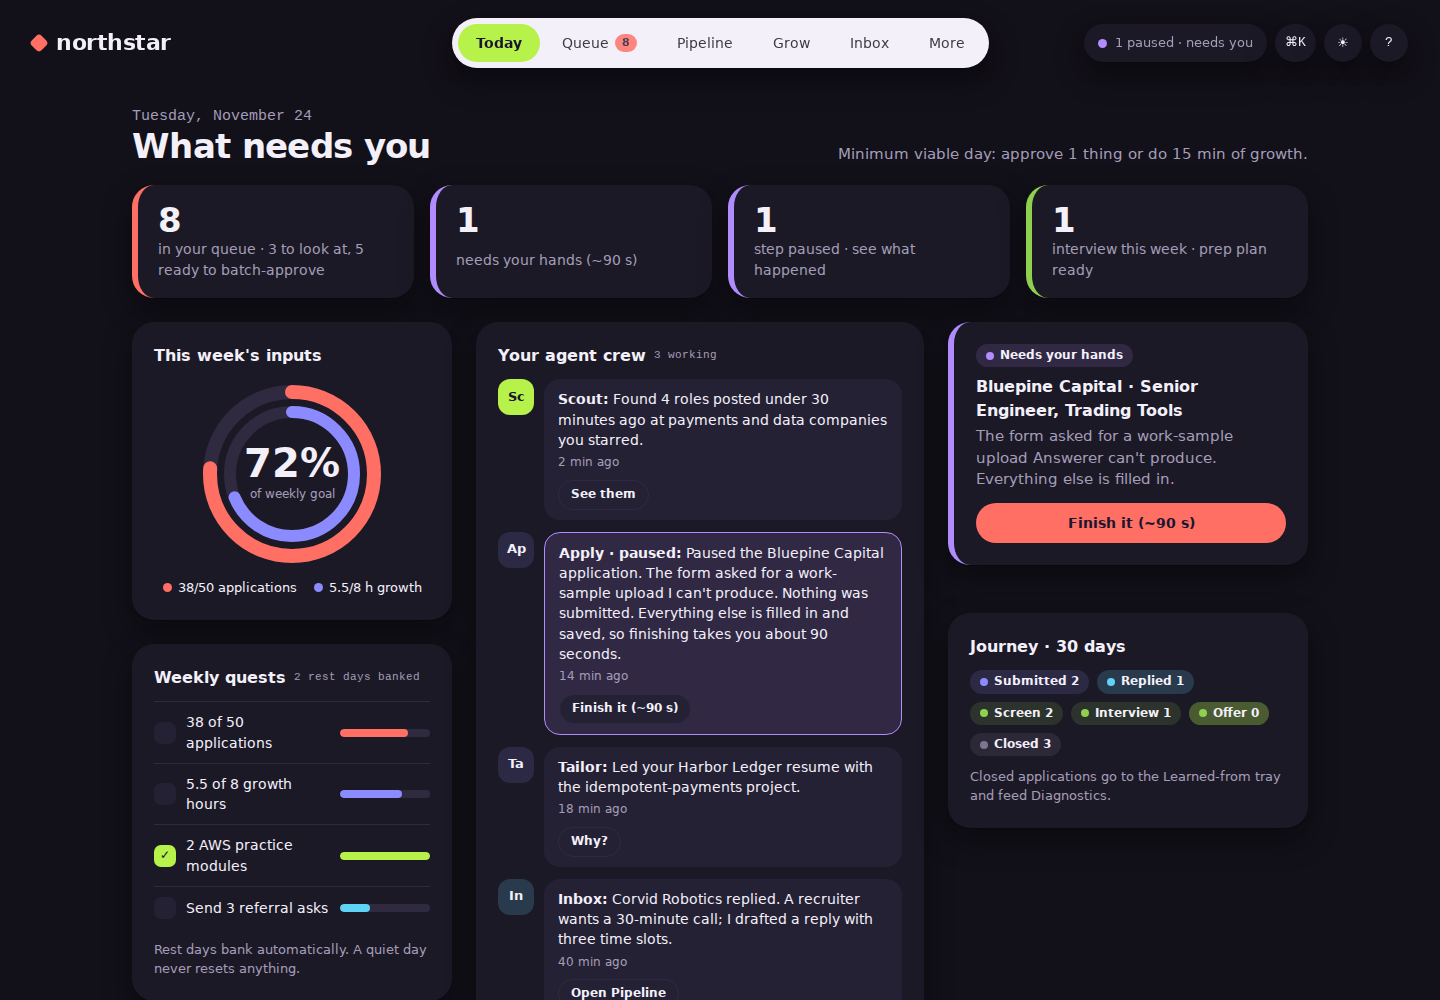 northstar
Today
Queue 8
Pipeline
Grow
Inbox
More
1 paused · needs you
⌘K
☀
?
Tuesday, November 24
What needs you
Minimum viable day: approve 1 thing or do 15 min of growth.
8
in your queue · 3 to look at, 5
ready to batch-approve
1
needs your hands (~90 s)
1
step paused · see what
happened
1
interview this week · prep plan
ready
This week's inputs
72%
of weekly goal
38/50 applications
5.5/8 h growth
Weekly quests 2 rest days banked
38 of 50
applications
5.5 of 8 growth
hours
✓
2 AWS practice
modules
Send 3 referral asks
Rest days bank automatically. A quiet day
never resets anything.
Your agent crew 3 working
Sc
Scout: Found 4 roles posted under 30
minutes ago at payments and data companies
you starred.
2 min ago
See them
Ap
Apply · paused: Paused the Bluepine Capital
application. The form asked for a work-
sample upload I can't produce. Nothing was
submitted. Everything else is filled in and
saved, so finishing takes you about 90
seconds.
14 min ago
Finish it (~90 s)
Ta
Tailor: Led your Harbor Ledger resume with
the idempotent-payments project.
18 min ago
Why?
In
Inbox: Corvid Robotics replied. A recruiter
wants a 30-minute call; I drafted a reply with
three time slots.
40 min ago
Open Pipeline
Needs your hands
Bluepine Capital · Senior
Engineer, Trading Tools
The form asked for a work-sample
upload Answerer can't produce.
Everything else is filled in.
Finish it (~90 s)
Journey · 30 days
Submitted 2
Replied 1
Screen 2
Interview 1
Offer 0
Closed 3
Closed applications go to the Learned-from tray
and feed Diagnostics.